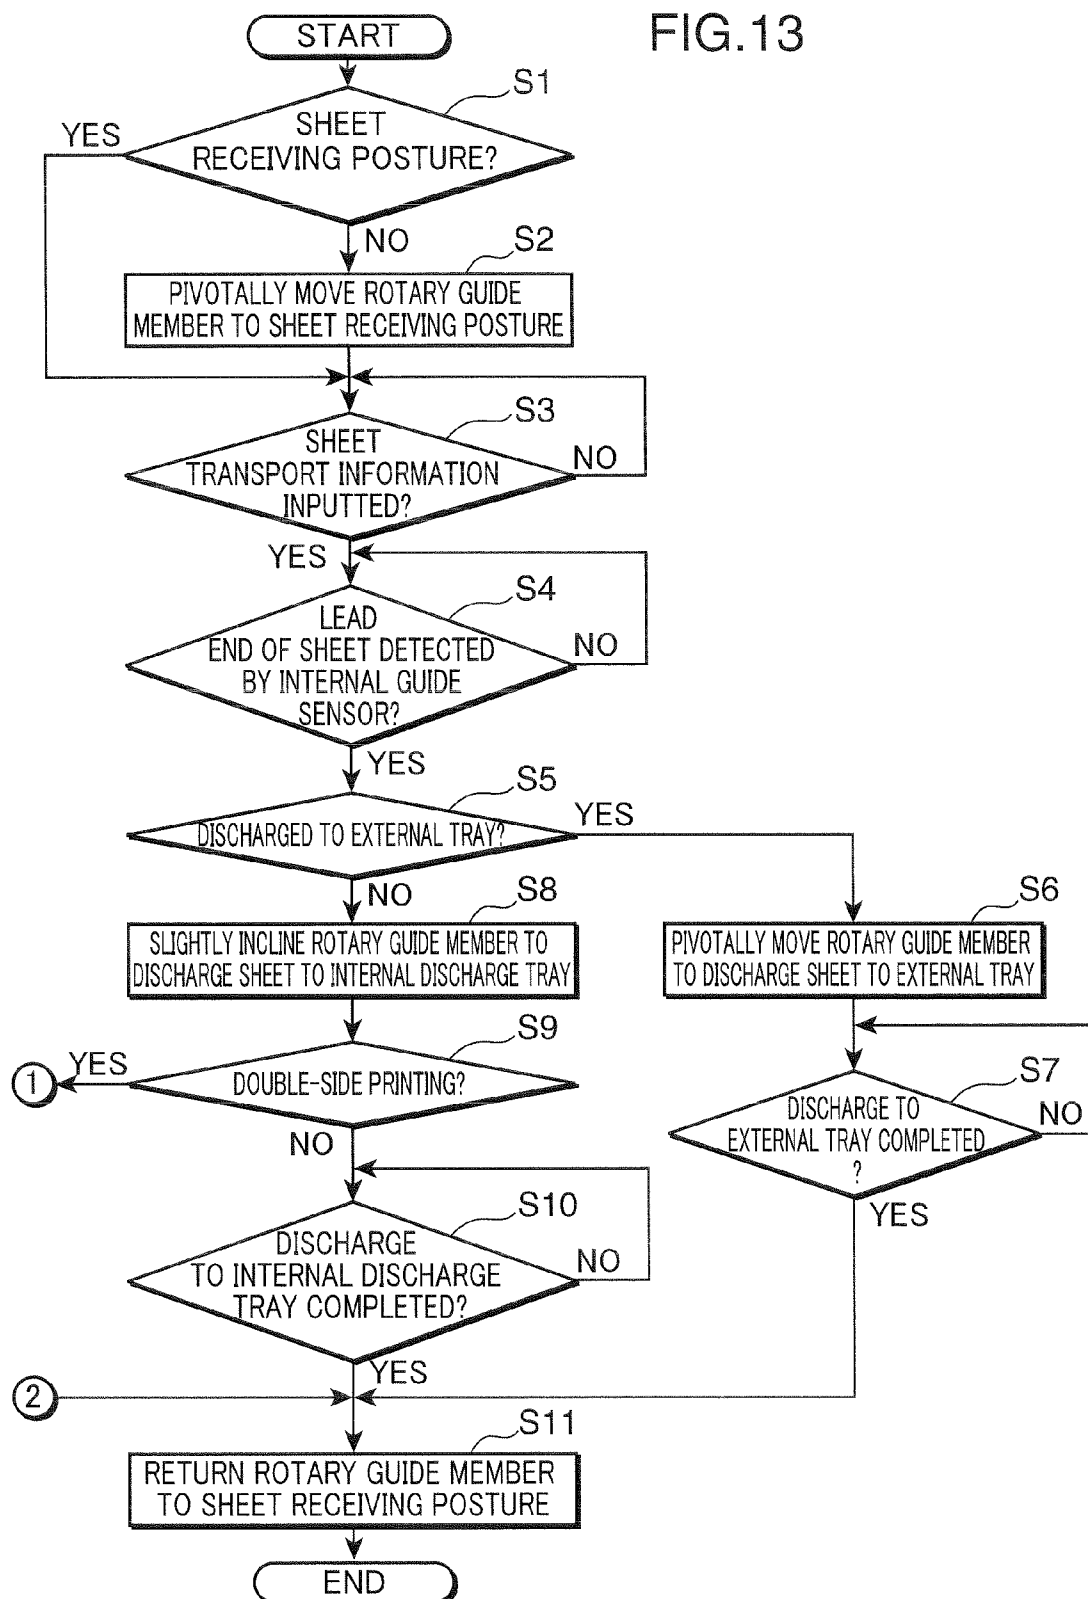 START
FIG.13
S1
YES
SHEET
RECEIVING POSTURE?
NO
S2
PIVOTALLY MOVE ROTARY GUIDE
MEMBER TO SHEET RECEIVING POSTURE
S3
SHEET
TRANSPORT INFORMATION
INPUTTED?
NO
YES
S4
LEAD
END OF SHEET DETECTED
BY INTERNAL GUIDE
SENSOR?
NO
YES
S5
DISCHARGED TO EXTERNAL TRAY?
YES
NO
S8
SLIGHTLY INCLINE ROTARY GUIDE MEMBER TO
DISCHARGE SHEET TO INTERNAL DISCHARGE TRAY
S6
PIVOTALLY MOVE ROTARY GUIDE MEMBER
TO DISCHARGE SHEET TO EXTERNAL TRAY
S9
1
YES
DOUBLE-SIDE PRINTING?
NO
S7
DISCHARGE TO
EXTERNAL TRAY COMPLETED
?
NO
YES
S10
DISCHARGE
TO INTERNAL DISCHARGE
TRAY COMPLETED?
NO
YES
2
S11
RETURN ROTARY GUIDE MEMBER
TO SHEET RECEIVING POSTURE
END